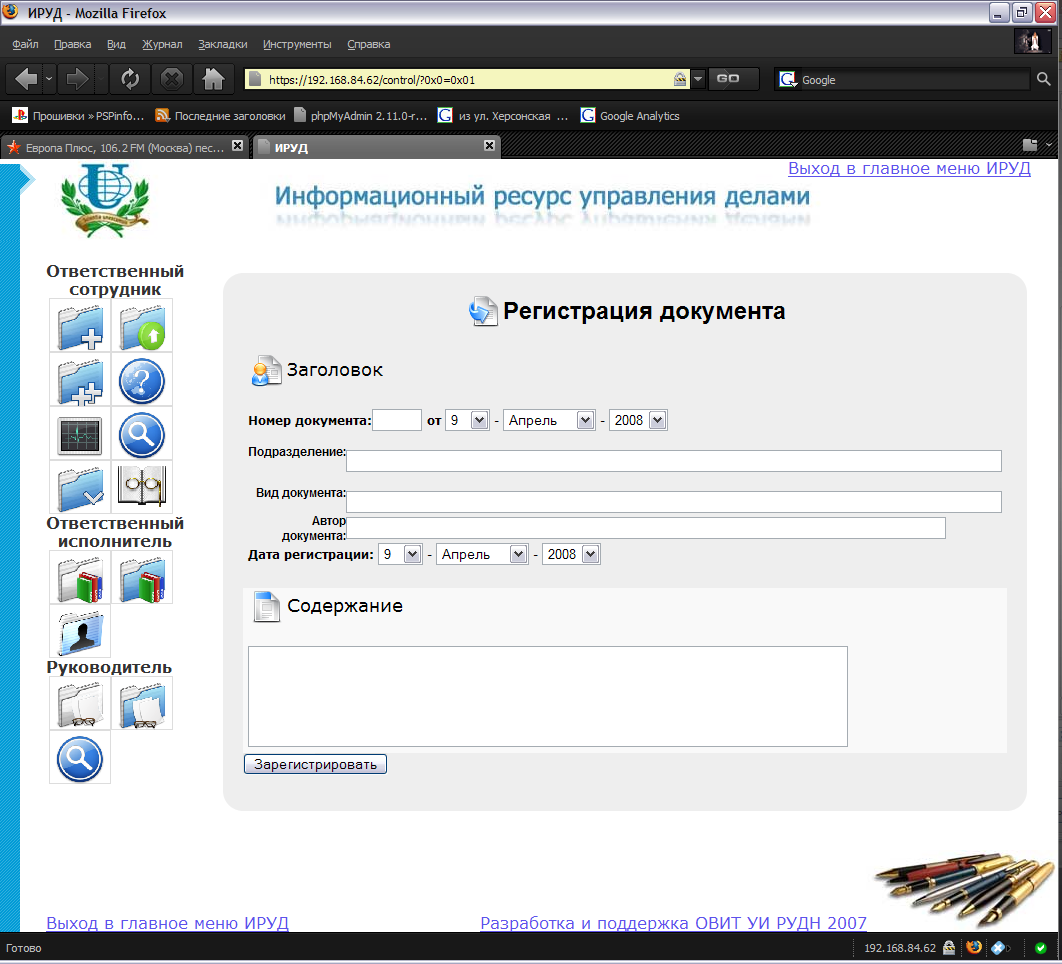 ИРУД - Mozilla Firefox
Файл Правка Вид Журнал Закладки Инструменты Справка
https://192.168.84.62/control/?0x0=0x01 GO Google
Прошивки » PSPinfo... Последние заголовки phpMyAdmin 2.11.0-r... из ул. Херсонская ... Google Analytics
Европа Плюс, 106.2 FM (Москва) пес... ИРУД
Выход в главное меню ИРУД
Информационный ресурс управления делами
Ответственный
сотрудник
Регистрация документа
Заголовок
Номер документа: от 9 - Апрель - 2008
Подразделение:
Вид документа:
Автор
документа:
Дата регистрации: 9 - Апрель - 2008
Ответственный
исполнитель
Содержание
Руководитель
Зарегистрировать
Выход в главное меню ИРУД Разработка и поддержка ОВИТ УИ РУДН 2007
Готово 192.168.84.62